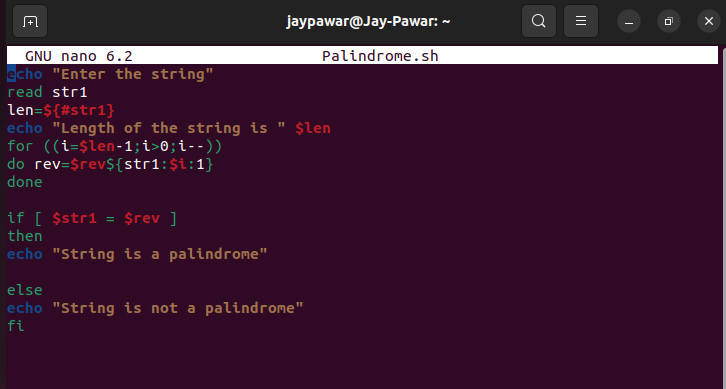 jaypawar@Jay-Pawar: ~
GNU nano 6.2 Palindrome.sh
echo "Enter the string"
read str1
len=${#str1}
echo "Length of the string is " $len
for ((i=$len-1;i>0;i--))
do rev=$rev${str1:$i:1}
done
if [ $str1 = $rev ]
then
echo "String is a palindrome"
else
echo "String is not a palindrome"
fi